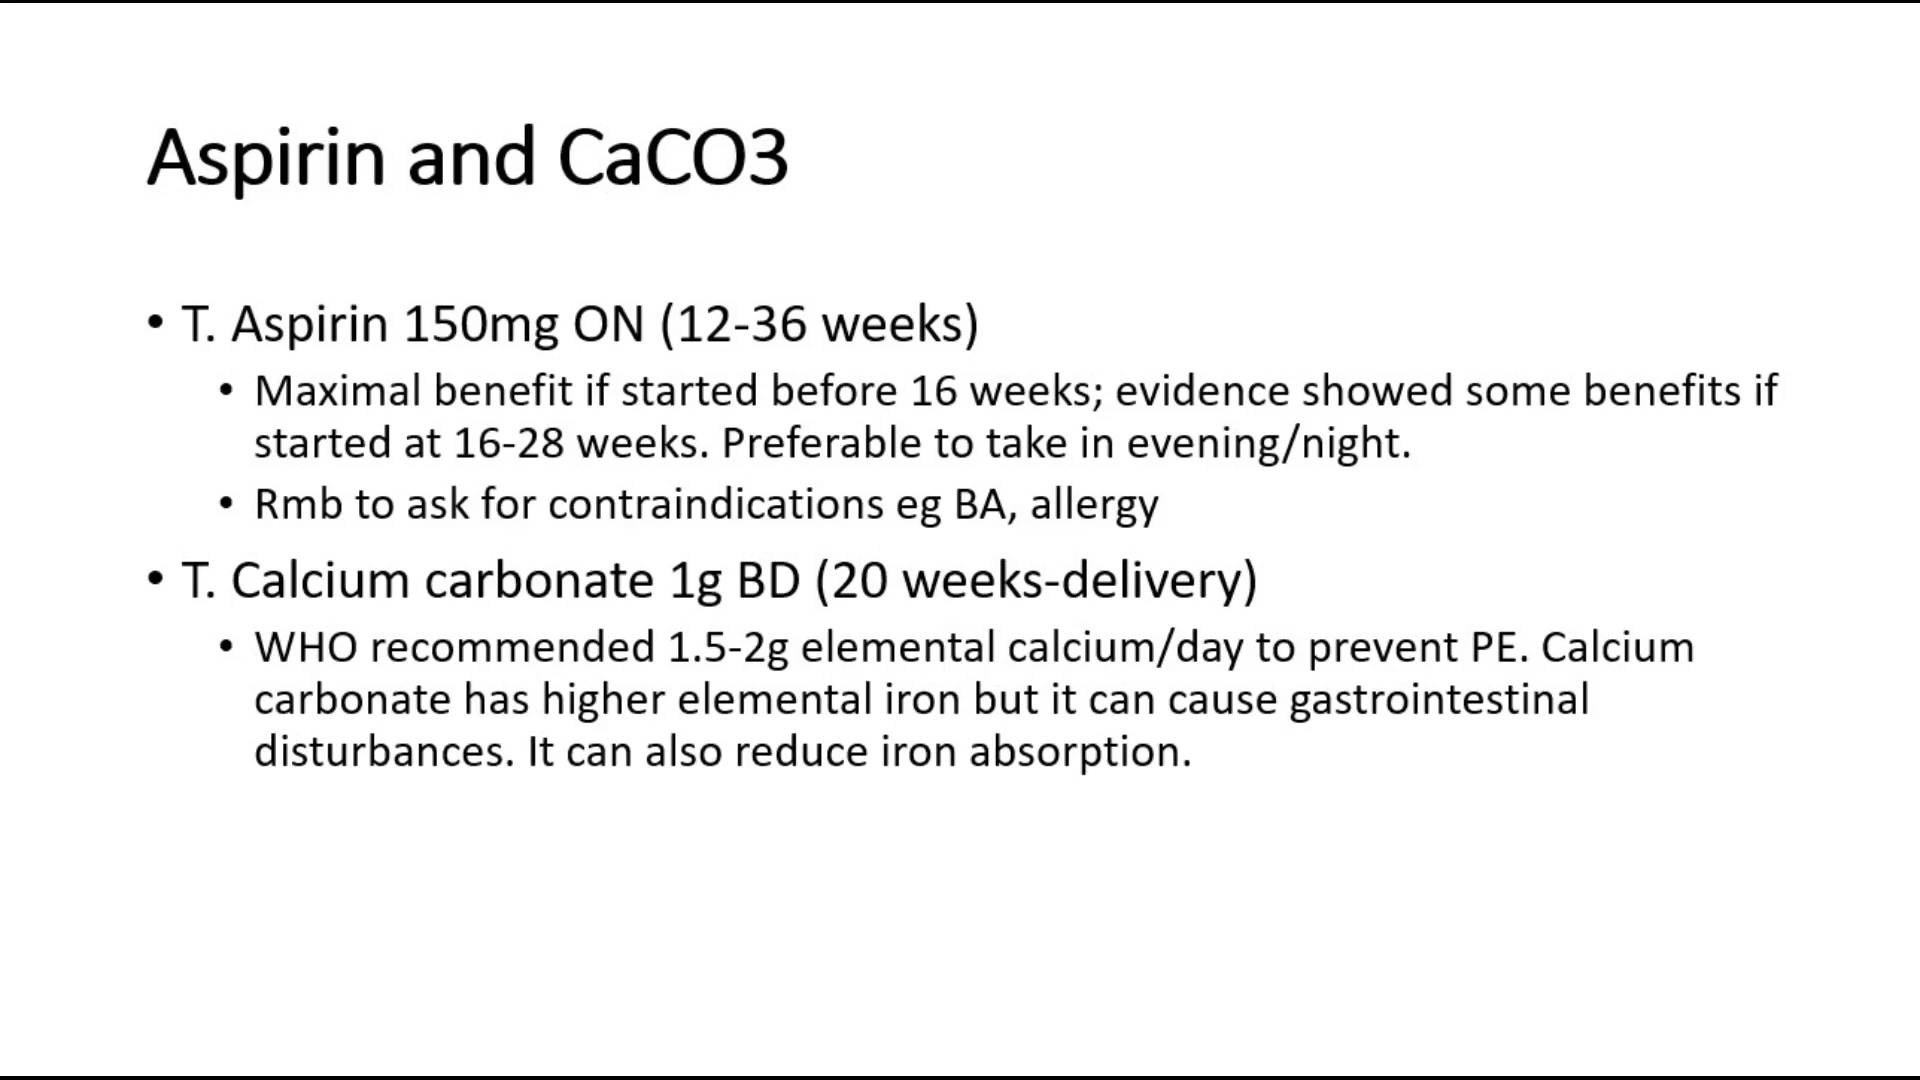 Aspirin and CaCO3
• T. Aspirin 150mg ON (12-36 weeks)
• Maximal benefit if started before 16 weeks; evidence showed some benefits if
started at 16-28 weeks. Preferable to take in evening/night.
• Rmb to ask for contraindications eg BA, allergy
• T. Calcium carbonate 1g BD (20 weeks-delivery)
• WHO recommended 1.5-2g elemental calcium/day to prevent PE. Calcium
carbonate has higher elemental iron but it can cause gastrointestinal
disturbances. It can also reduce iron absorption.